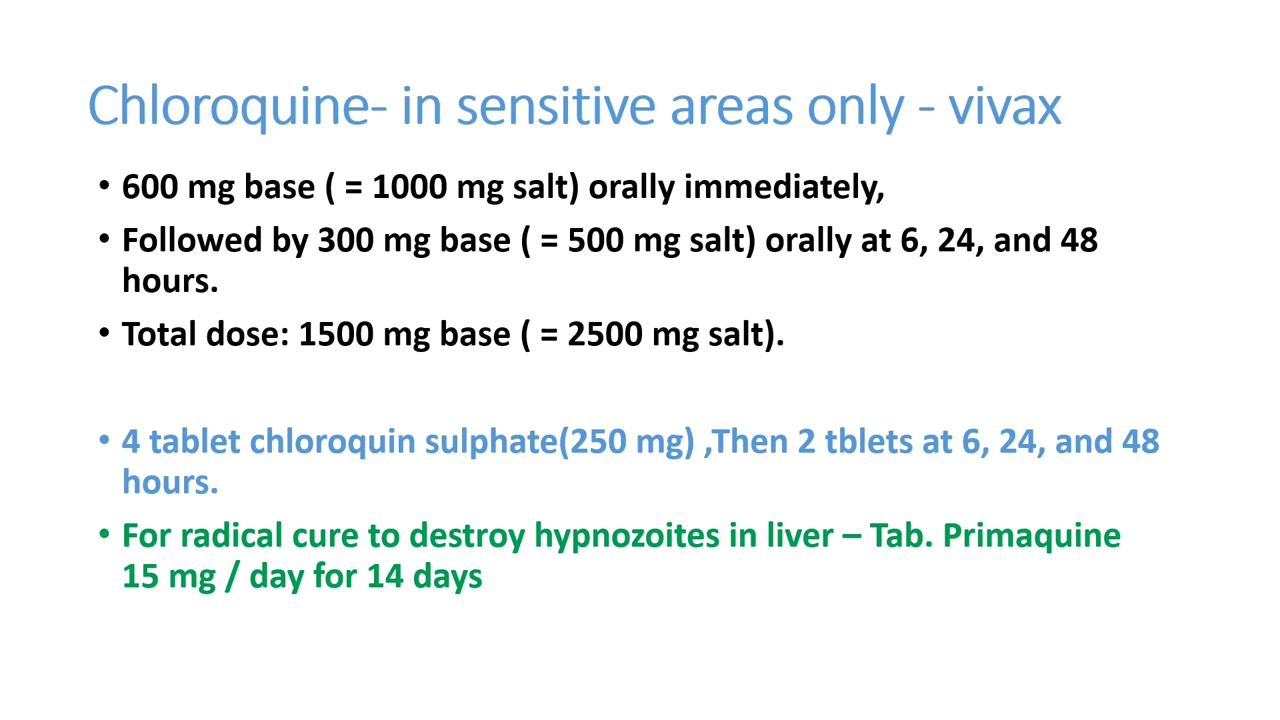 Chloroquine- in sensitive areas only - vivax
• 600 mg base ( = 1000 mg salt) orally immediately,
• Followed by 300 mg base ( = 500 mg salt) orally at 6, 24, and 48
hours.
• Total dose: 1500 mg base ( = 2500 mg salt).
• 4 tablet chloroquin sulphate(250 mg) ,Then 2 tblets at 6, 24, and 48
hours.
• For radical cure to destroy hypnozoites in liver – Tab. Primaquine
15 mg / day for 14 days